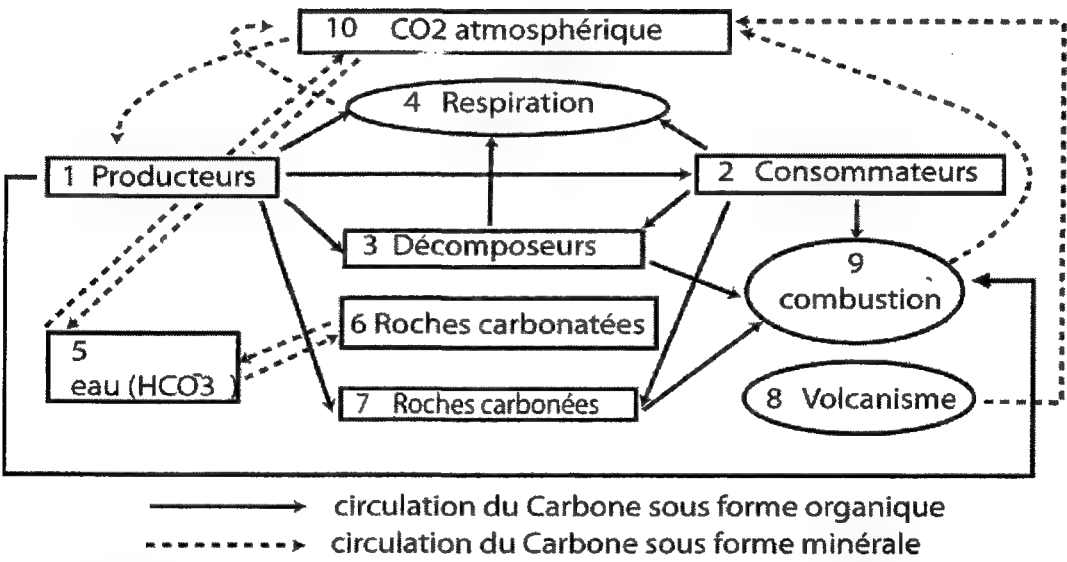 10 CO2 atmosphérique
4 Respiration
1 Producteurs
2 Consommateurs
3 Décomposeurs
9
combustion
6 Roches carbonatées
5
eau (HCO3-)
7 Roches carbonées
8 Volcanisme
circulation du Carbone sous forme organique
circulation du Carbone sous forme minérale